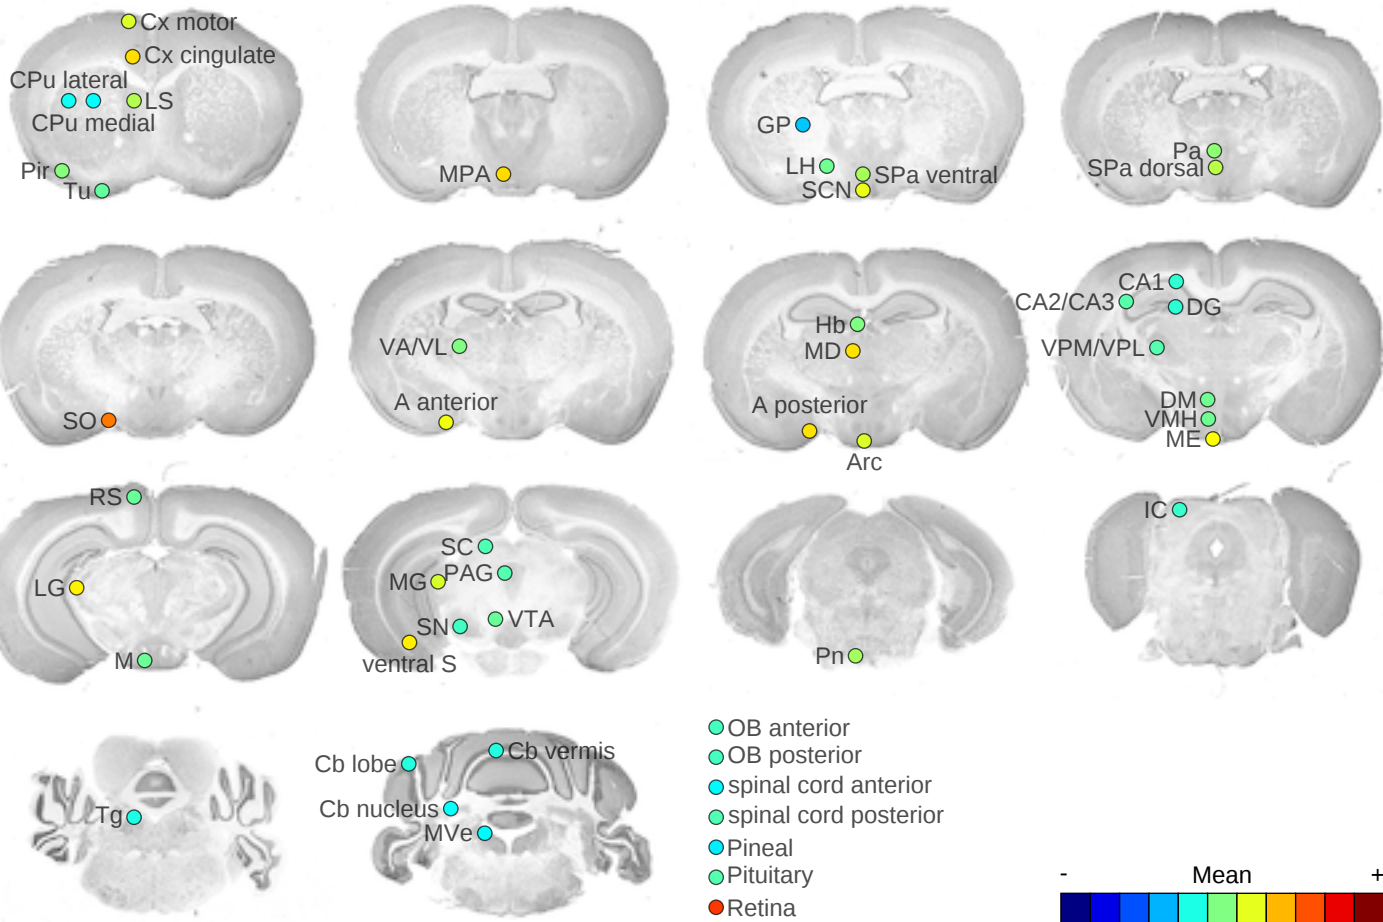 Cx motor
Cx cingulate
CPu lateral
LS
CPu medial
Pir
Tu
MPA
GP
LH
SPa ventral
SCN
Pa
SPa dorsal
SO
VA/VL
A anterior
Hb
MD
A posterior
Arc
CA1
CA2/CA3
DG
VPM/VPL
DM
VMH
ME
RS
LG
M
SC
PAG
MG
VTA
SN
ventral S
Pn
IC
Tg
Cb vermis
Cb lobe
Cb nucleus
MVe
OB anterior
OB posterior
spinal cord anterior
spinal cord posterior
Pineal
Pituitary
Retina
- Mean +